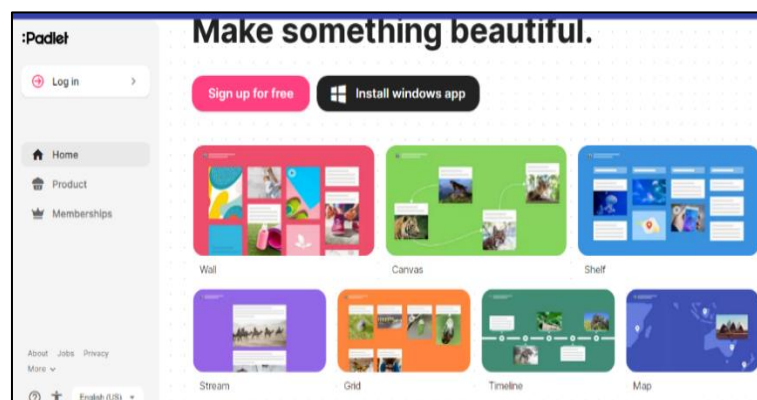 :Padlet
Log in
Home
Product
Memberships
About Jobs Privacy
More
English (US)
Make something beautiful.
Sign up for free
Install windows app
Wall
Canvas
Shelf
Stream
Grid
Timeline
Map